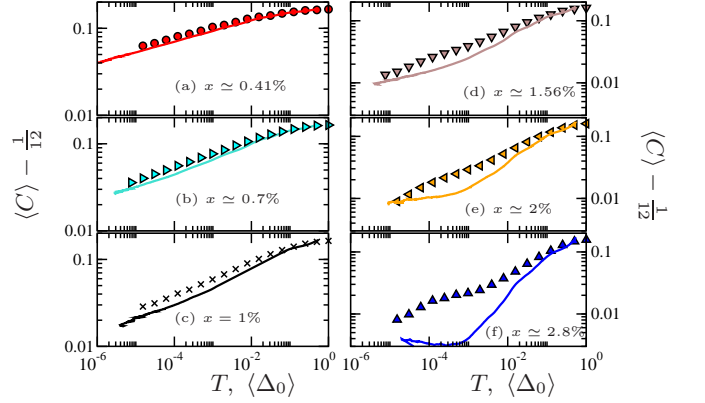 0.1
0.01
(a) x ≃ 0.41%
0.1
0.01
(b) x ≃ 0.7%
0.1
0.01
(c) x = 1%
10^-6 10^-4 10^-2 10^0
T, ⟨Δ_0⟩
⟨C⟩ − 1/12
0.1
0.01
(d) x ≃ 1.56%
0.1
0.01
(e) x ≃ 2%
0.1
0.01
(f) x ≃ 2.8%
10^-6 10^-4 10^-2 10^0
T, ⟨Δ_0⟩
⟨C⟩ − 1/12